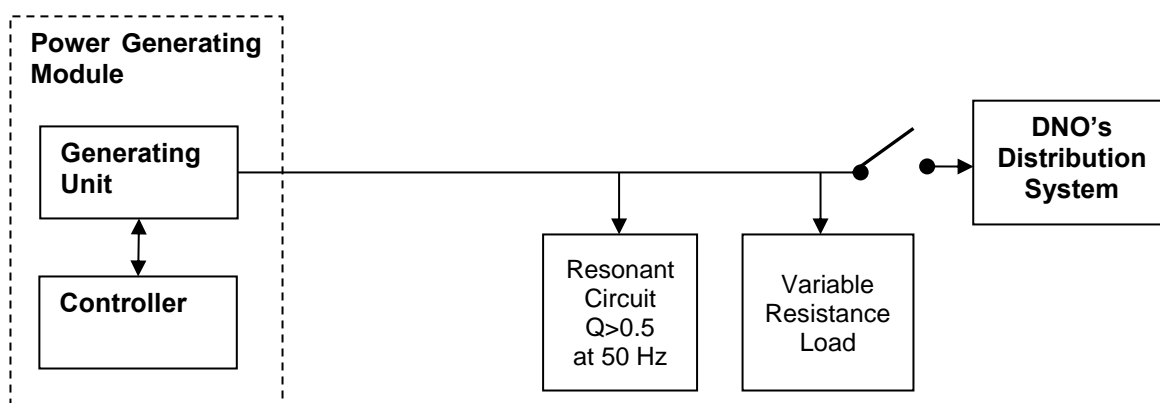 Power Generating
Module
Generating
Unit
Controller
Resonant
Circuit
Q>0.5
at 50 Hz
Variable
Resistance
Load
DNO's
Distribution
System